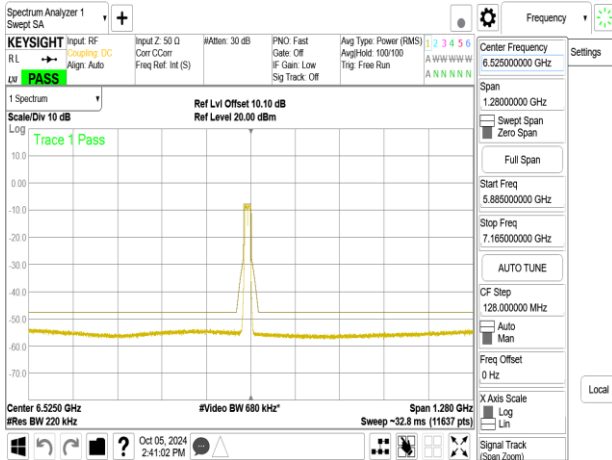 Spectrum Analyzer 1
Swept SA
Frequency
Settings
KEYSIGHT
RL
LXI
PASS
Input: RF
Coupling: DC
Align: Auto
Input Z: 50 Ω
Corr CCorr
Freq Ref: Int (S)
#Atten: 30 dB
PNO: Fast
Gate: Off
IF Gain: Low
Sig Track: Off
Avg Type: Power (RMS)
Avg|Hold: 100/100
Trig: Free Run
1 2 3 4 5 6
A W W W W W
A N N N N N
1 Spectrum
Scale/Div 10 dB
Ref Lvl Offset 10.10 dB
Ref Level 20.00 dBm
Log
Trace 1 Pass
10.0
0.00
-10.0
-20.0
-30.0
-40.0
-50.0
-60.0
-70.0
Center 6.5250 GHz
#Res BW 220 kHz
#Video BW 680 kHz*
Span 1.280 GHz
Sweep ~32.8 ms (11637 pts)
Oct 05, 2024
2:41:02 PM
Center Frequency
6.525000000 GHz
Span
1.28000000 GHz
Swept Span
Zero Span
Full Span
Start Freq
5.885000000 GHz
Stop Freq
7.165000000 GHz
AUTO TUNE
CF Step
128.000000 MHz
Auto
Man
Freq Offset
0 Hz
X Axis Scale
Log
Lin
Signal Track
(Span Zoom)
Local